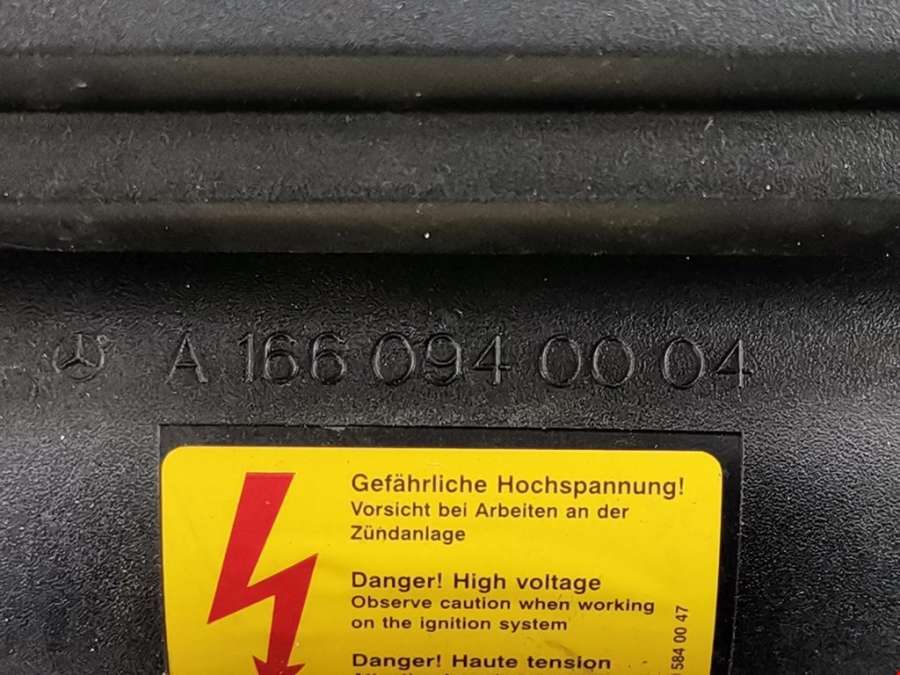 A 166 094 00 04
Gefährliche Hochspannung!
Vorsicht bei Arbeiten an der
Zündanlage
Danger! High voltage
Observe caution when working
on the ignition system
Danger! Haute tension
584 00 47